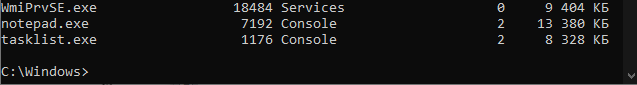 WmiPrvSE.exe 18484 Services 0 9 404 КБ
notepad.exe 7192 Console 2 13 380 КБ
tasklist.exe 1176 Console 2 8 328 КБ
C:\Windows>